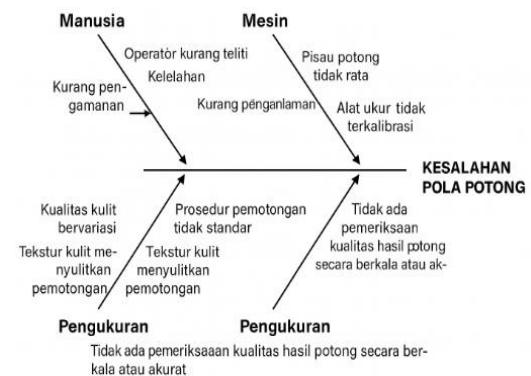 Manusia
Mesin
Operatór kurang teliti
Kelelahan
Kurang pen-
gamanan
Pisau potong
tidak rata
Kurang pénganlaman
Alat ukur tidak
terkalibrasi
KESALAHAN
POLA POTONG
Kualitas kulit
bervariasi
Prosedur pemotongan
tidak standar
Tekstur kulit me-
nyulitkan
pemotongan
Tekstur kulit
menyulitkan
pemotongan
Tidak ada
pemeriksaan
kualitas hasil potong
secara berkala atau ak-
Pengukuran
Pengukuran
Tidak ada pemeriksaaan kualitas hasil potong secara ber-
kala atau akurat